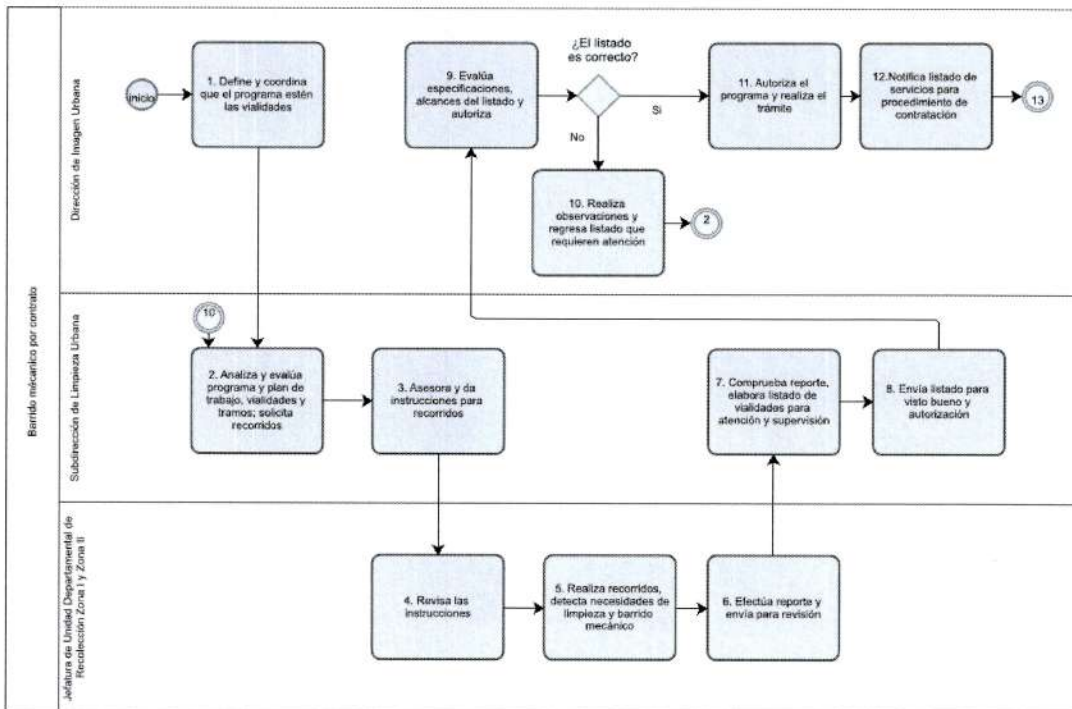 Barrido mécanico por contrato
Dirección de Imagen Urbana
inicio
1. Define y coordina
que el programa estén
las vialidades
9. Evalúa
especificaciones,
alcances del listado y
autoriza
¿El listado
es correcto?
Si
No
11. Autoriza el
programa y realiza el
trámite
12.Notifica listado de
servicios para
procedimiento de
contratación
13
10. Realiza
observaciones y
regresa listado que
requieren atención
2
Subdirección de Limpieza Urbana
10
2. Analiza y evalúa
programa y plan de
trabajo, vialidades y
tramos; solicita
recorridos
3. Asesora y da
instrucciones para
recorridos
7. Comprueba reporte,
elabora listado de
vialidades para
atención y supervisión
8. Envía listado para
visto bueno y
autorización
Jefatura de Unidad Departamental de
Recolección Zona I y Zona II
4. Revisa las
instrucciones
5. Realiza recorridos,
detecta necesidades de
limpieza y barrido
mecánico
6. Efectúa reporte y
envía para revisión